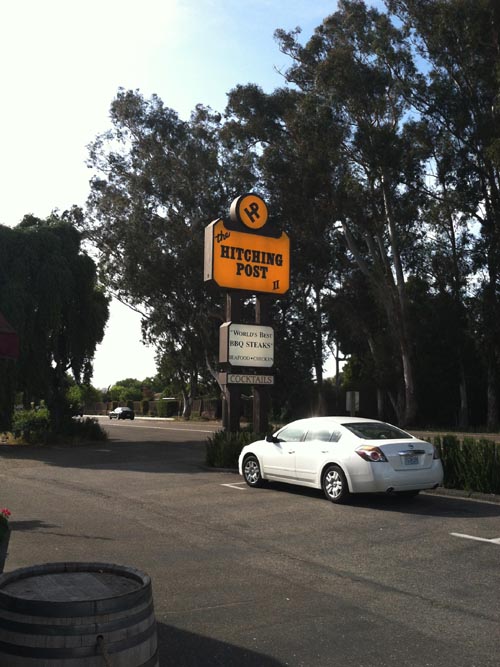 HP
the
HITCHING
POST
II
"WORLD'S BEST
BBQ STEAKS"
SEAFOOD • CHICKEN
COCKTAILS